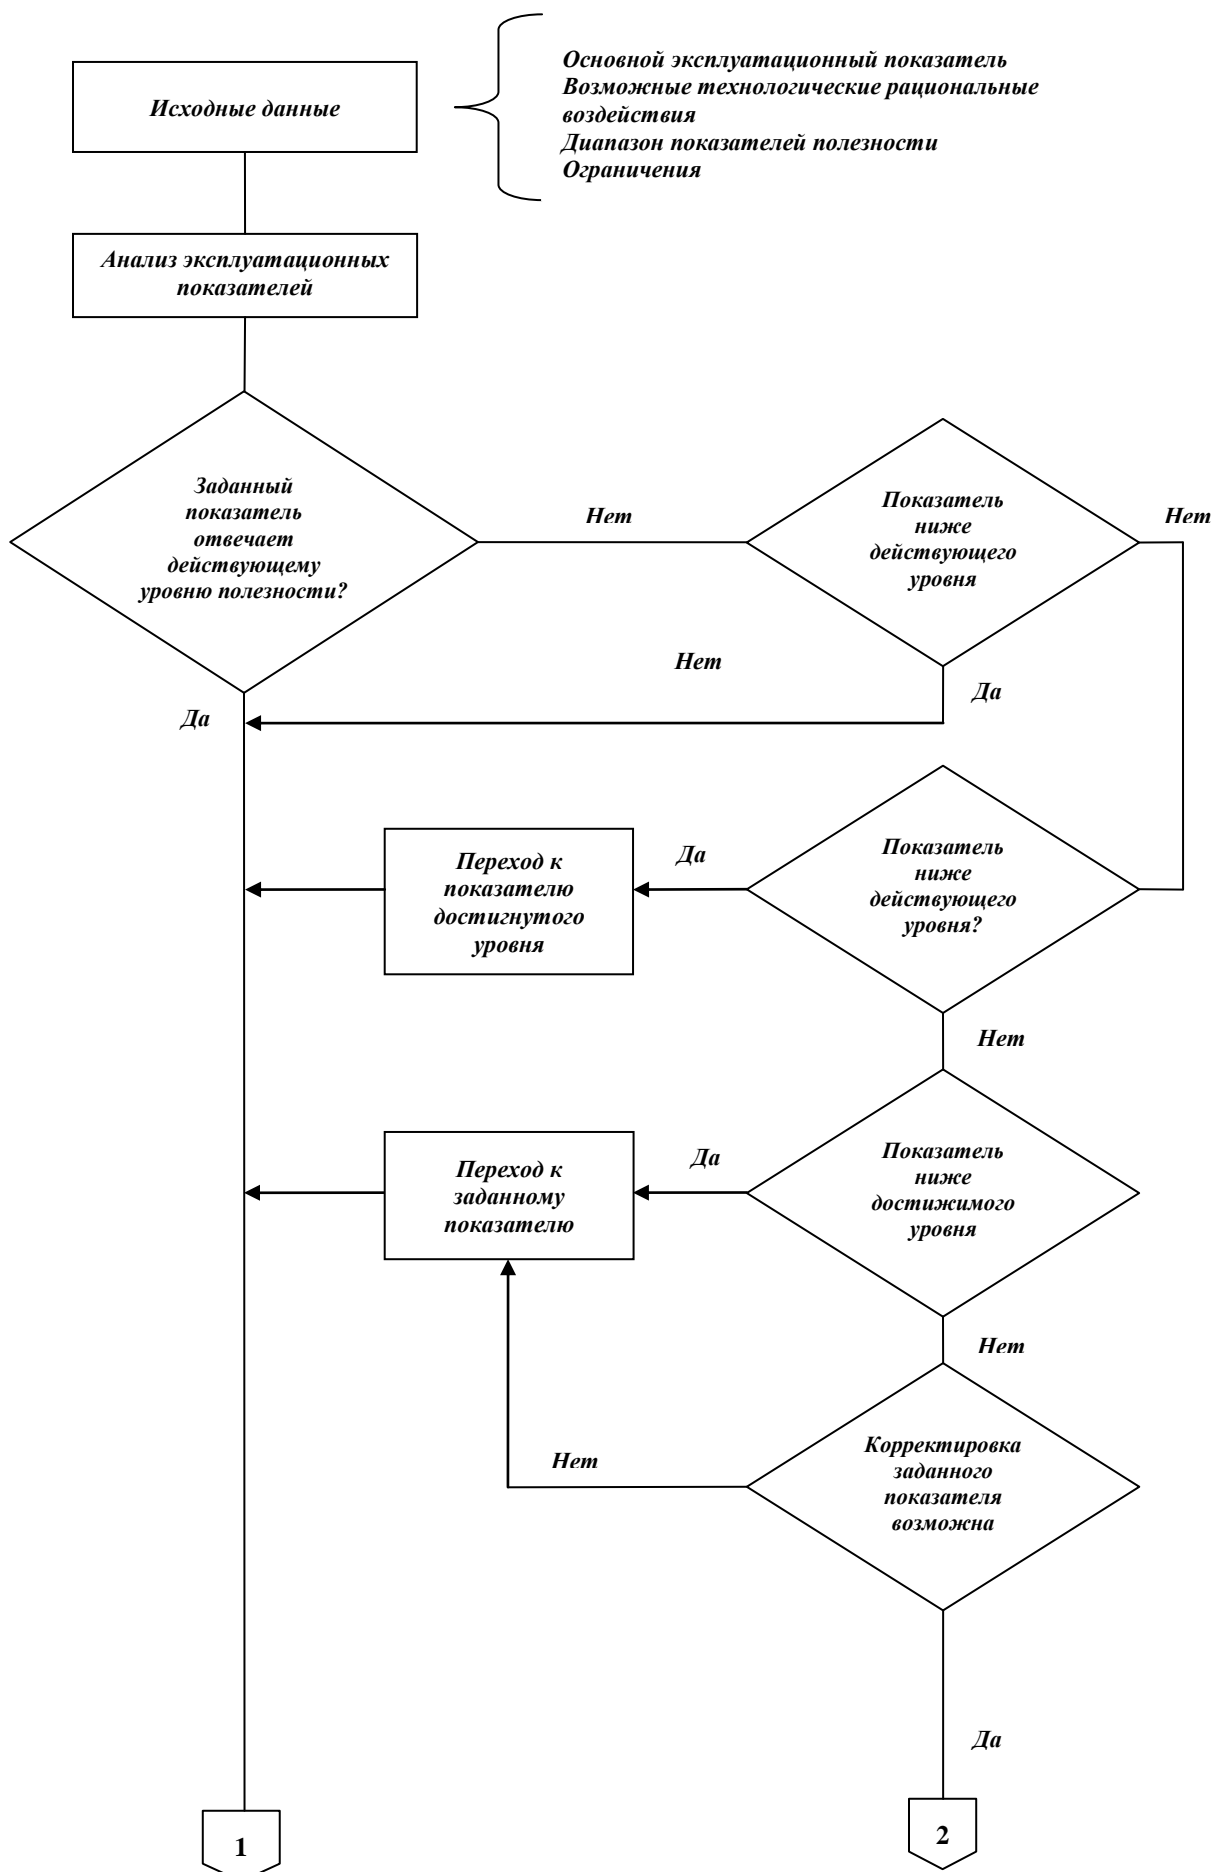 Основной эксплуатационный показатель
Возможные технологические рациональные
воздействия
Диапазон показателей полезности
Ограничения
Исходные данные
Анализ эксплуатационных
показателей
Заданный
показатель
отвечает
действующему
уровню полезности?
Нет
Показатель
ниже
действующего
уровня
Нет
Нет
Да
Да
Переход к
показателю
достигнутого
уровня
Да
Показатель
ниже
действующего
уровня?
Нет
Переход к
заданному
показателю
Да
Показатель
ниже
достижимого
уровня
Нет
Нет
Корректировка
заданного
показателя
возможна
Да
1
2